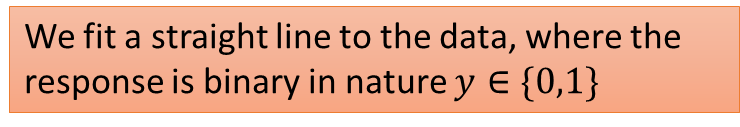 We fit a straight line to the data, where the
response is binary in nature y ∈ {0,1}